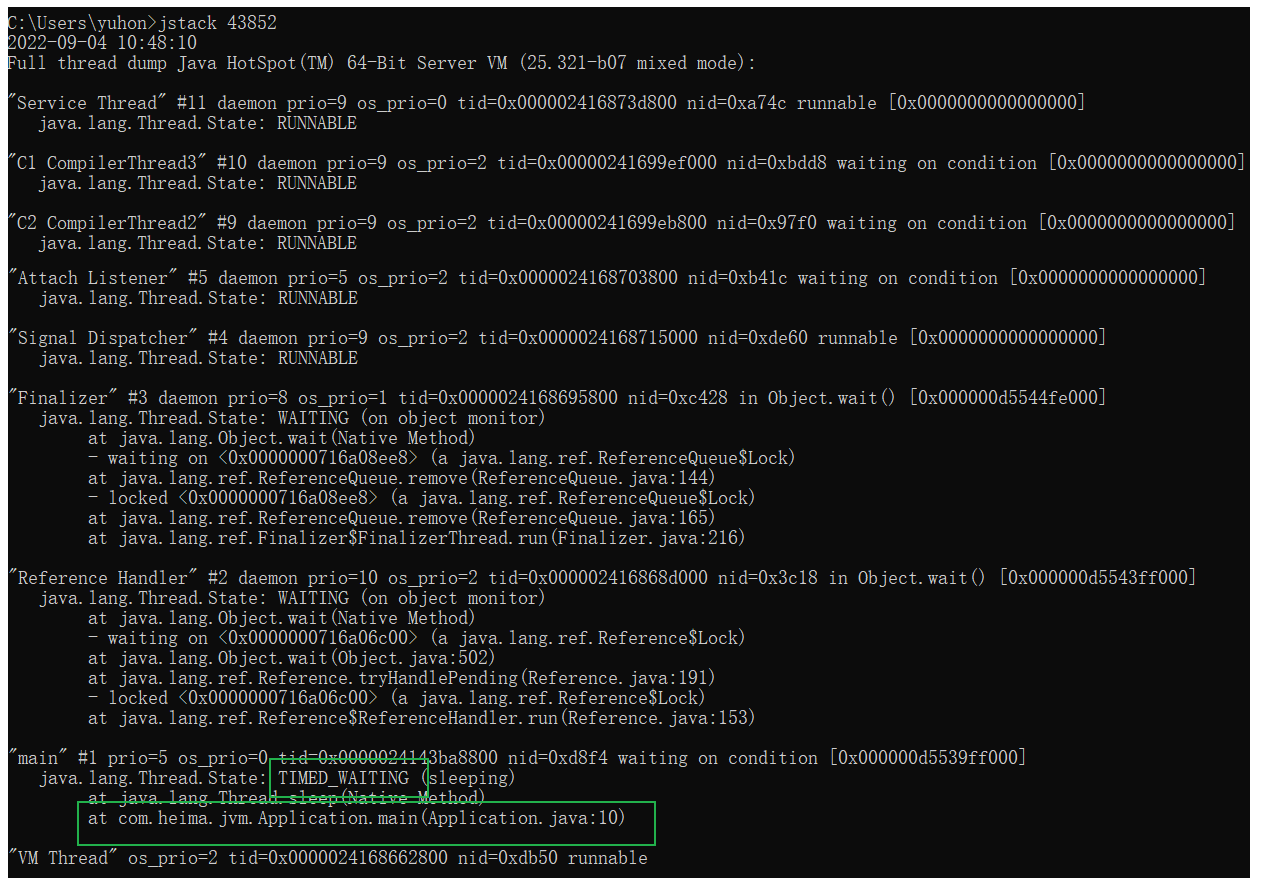 C:\Users\yuhon>jstack 43852
2022-09-04 10:48:10
Full thread dump Java HotSpot(TM) 64-Bit Server VM (25.321-b07 mixed mode):
"Service Thread" #11 daemon prio=9 os_prio=0 tid=0x000002416873d800 nid=0xa74c runnable [0x0000000000000000]
java.lang.Thread.State: RUNNABLE
"C1 CompilerThread3" #10 daemon prio=9 os_prio=2 tid=0x00000241699ef000 nid=0xbdd8 waiting on condition [0x0000000000000000]
java.lang.Thread.State: RUNNABLE
"C2 CompilerThread2" #9 daemon prio=9 os_prio=2 tid=0x00000241699eb800 nid=0x97f0 waiting on condition [0x0000000000000000]
java.lang.Thread.State: RUNNABLE
"Attach Listener" #5 daemon prio=5 os_prio=2 tid=0x0000024168703800 nid=0xb41c waiting on condition [0x0000000000000000]
java.lang.Thread.State: RUNNABLE
"Signal Dispatcher" #4 daemon prio=9 os_prio=2 tid=0x0000024168715000 nid=0xde60 runnable [0x0000000000000000]
java.lang.Thread.State: RUNNABLE
"Finalizer" #3 daemon prio=8 os_prio=1 tid=0x0000024168695800 nid=0xc428 in Object.wait() [0x000000d5544fe000]
java.lang.Thread.State: WAITING (on object monitor)
at java.lang.Object.wait(Native Method)
- waiting on <0x0000000716a08ee8> (a java.lang.ref.ReferenceQueue$Lock)
at java.lang.ref.ReferenceQueue.remove(ReferenceQueue.java:144)
- locked <0x0000000716a08ee8> (a java.lang.ref.ReferenceQueue$Lock)
at java.lang.ref.ReferenceQueue.remove(ReferenceQueue.java:165)
at java.lang.ref.Finalizer$FinalizerThread.run(Finalizer.java:216)
"Reference Handler" #2 daemon prio=10 os_prio=2 tid=0x000002416868d000 nid=0x3c18 in Object.wait() [0x000000d5543ff000]
java.lang.Thread.State: WAITING (on object monitor)
at java.lang.Object.wait(Native Method)
- waiting on <0x0000000716a06c00> (a java.lang.ref.Reference$Lock)
at java.lang.Object.wait(Object.java:502)
at java.lang.ref.Reference.tryHandlePending(Reference.java:191)
- locked <0x0000000716a06c00> (a java.lang.ref.Reference$Lock)
at java.lang.ref.Reference$ReferenceHandler.run(Reference.java:153)
"main" #1 prio=5 os_prio=0 tid=0x0000024143ba8800 nid=0xd8f4 waiting on condition [0x000000d5539ff000]
java.lang.Thread.State: TIMED_WAITING (sleeping)
at java.lang.Thread.sleep(Native Method)
at com.heima.jvm.Application.main(Application.java:10)
"VM Thread" os_prio=2 tid=0x0000024168662800 nid=0xdb50 runnable